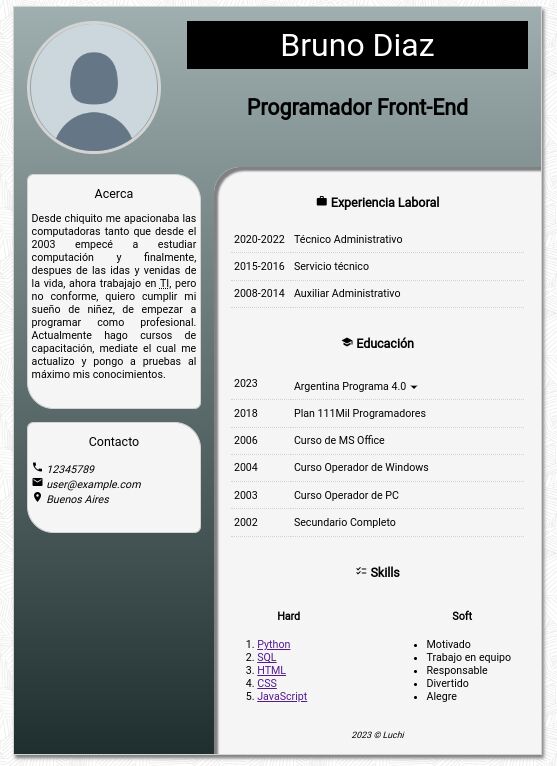 Bruno Diaz
Programador Front-End
Acerca
Desde chiquito me apacionaba las
computadoras tanto que desde el
2003 empecé a estudiar
computación y finalmente,
despues de las idas y venidas de
la vida, ahora trabajajo en TI, pero
no conforme, quiero cumplir mi
sueño de niñez, de empezar a
programar como profesional.
Actualmente hago cursos de
capacitación, mediate el cual me
actualizo y pongo a pruebas al
máximo mis conocimientos.
Contacto
12345789
user@example.com
Buenos Aires
Experiencia Laboral
2020-2022 Técnico Administrativo
2015-2016 Servicio técnico
2008-2014 Auxiliar Administrativo
Educación
2023 Argentina Programa 4.0
2018 Plan 111Mil Programadores
2006 Curso de MS Office
2004 Curso Operador de Windows
2003 Curso Operador de PC
2002 Secundario Completo
Skills
Hard
1. Python
2. SQL
3. HTML
4. CSS
5. JavaScript
Soft
• Motivado
• Trabajo en equipo
• Responsable
• Divertido
• Alegre
2023 © Luchi